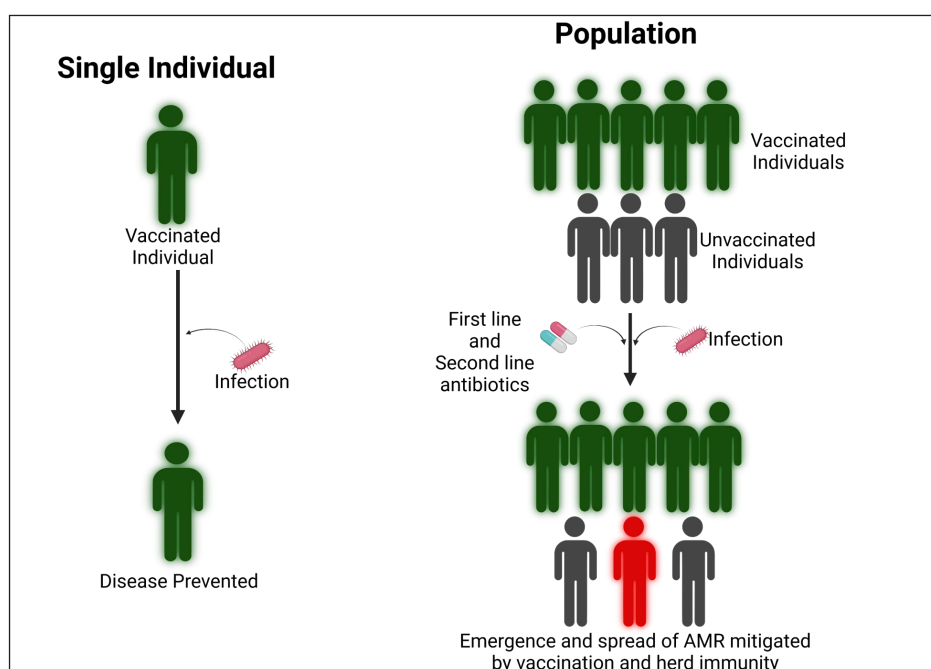 Single Individual
Vaccinated
Individual
Infection
Disease Prevented
Population
Vaccinated
Individuals
Unvaccinated
Individuals
First line
and
Second line
antibiotics
Infection
Emergence and spread of AMR mitigated
by vaccination and herd immunity